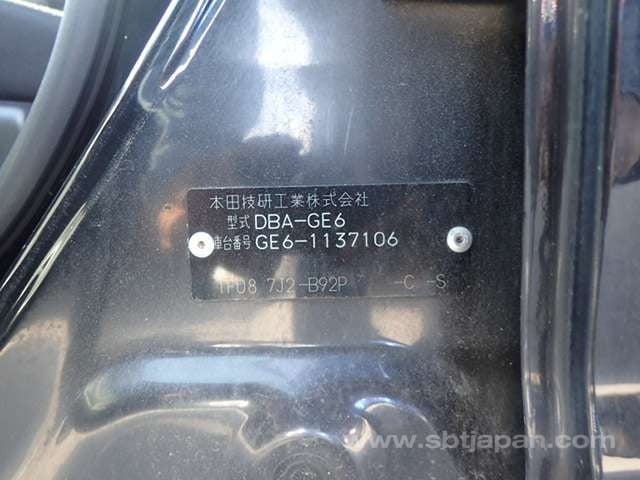 本田技研工業株式会社
型式 DBA-GE6
車台番号 GE6-1137106
1F08 7J2-B92P -C -S
www.sbtjapan.com